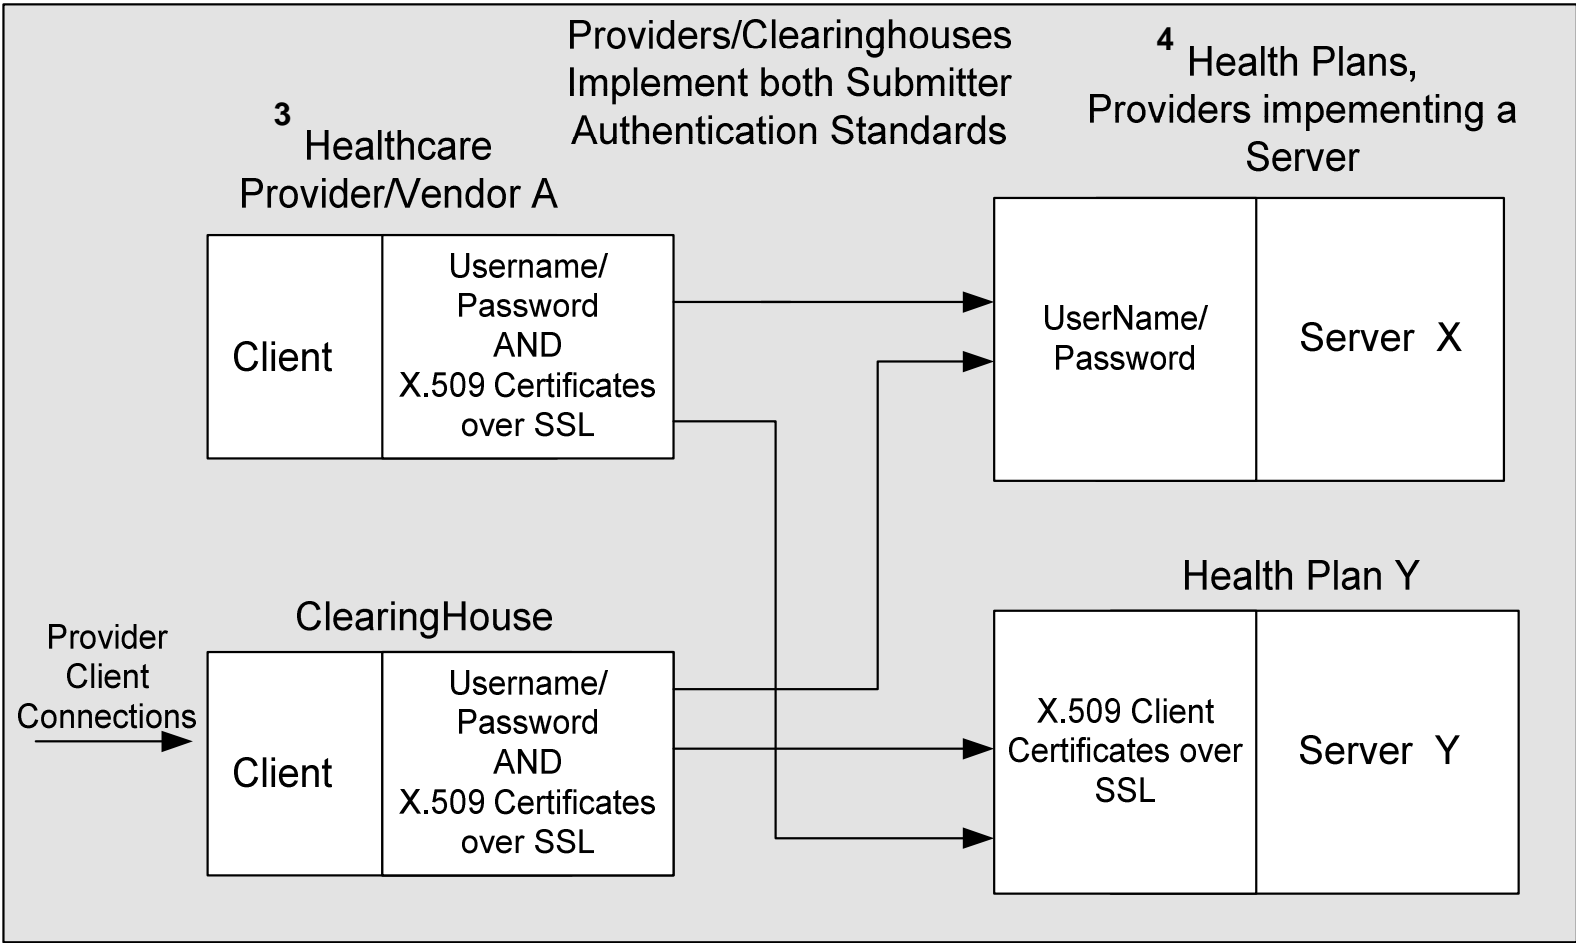 Providers/Clearinghouses
Implement both Submitter
Authentication Standards
3
Healthcare
Provider/Vendor A
Client
Username/
Password
AND
X.509 Certificates
over SSL
4
Health Plans,
Providers impementing a
Server
UserName/
Password
Server X
Provider
Client
Connections
ClearingHouse
Client
Username/
Password
AND
X.509 Certificates
over SSL
Health Plan Y
X.509 Client
Certificates over
SSL
Server Y